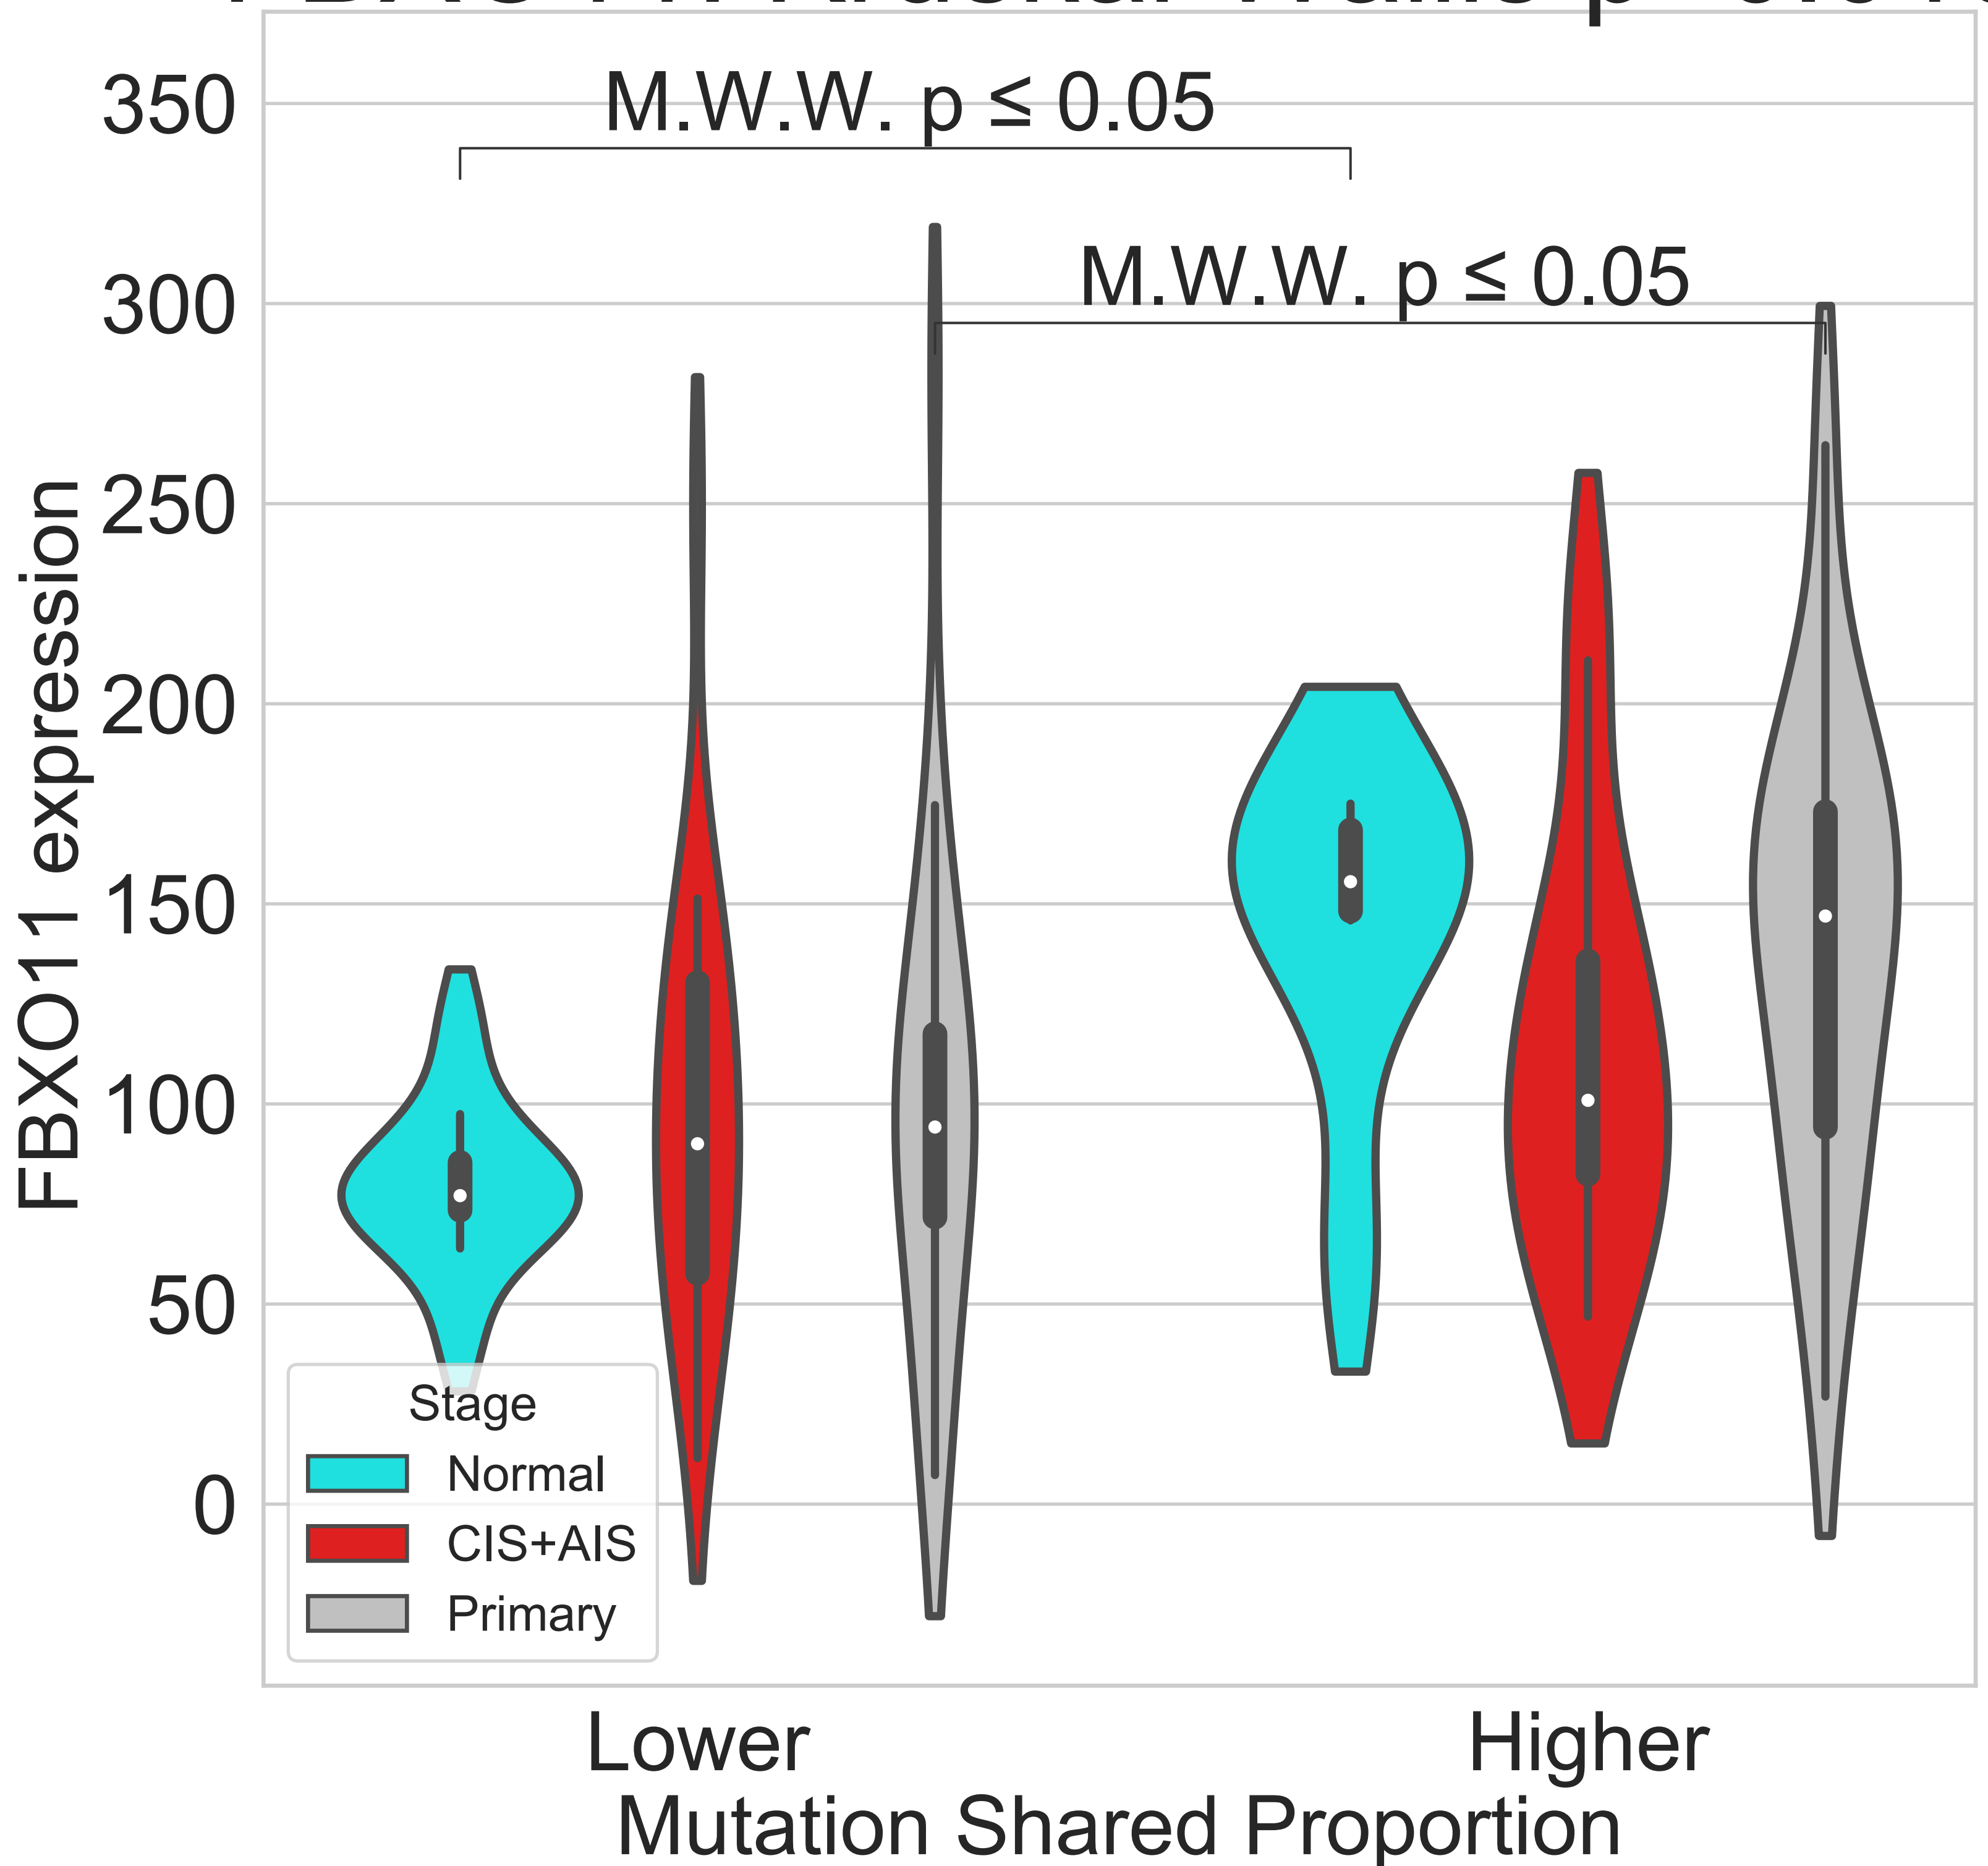 350
M.W.W. p ≤ 0.05
300
M.W.W. p ≤ 0.05
250
200
150
100
50
0
FBXO11 expression
Stage
Normal
CIS+AIS
Primary
Lower
Higher
Mutation Shared Proportion